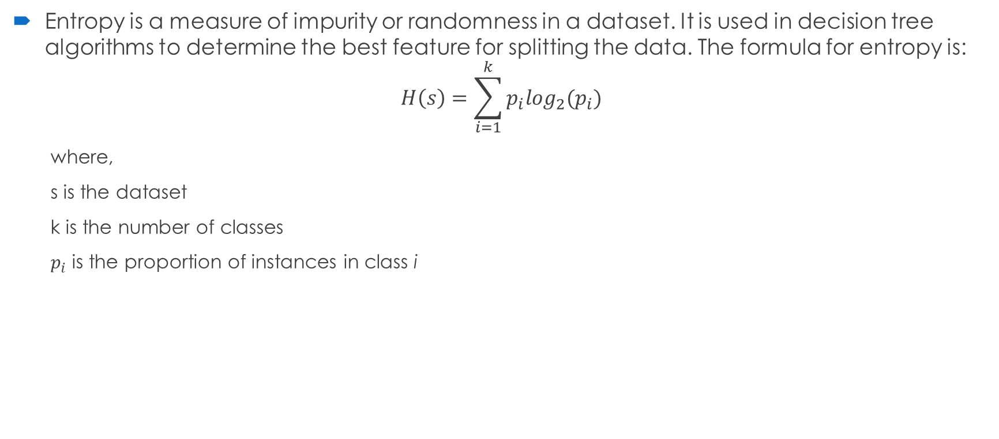 Entropy is a measure of impurity or randomness in a dataset. It is used in decision tree
algorithms to determine the best feature for splitting the data. The formula for entropy is:
H(s) = ∑_{i=1}^{k} p_i log_2(p_i)
where,
s is the dataset
k is the number of classes
p_i is the proportion of instances in class i